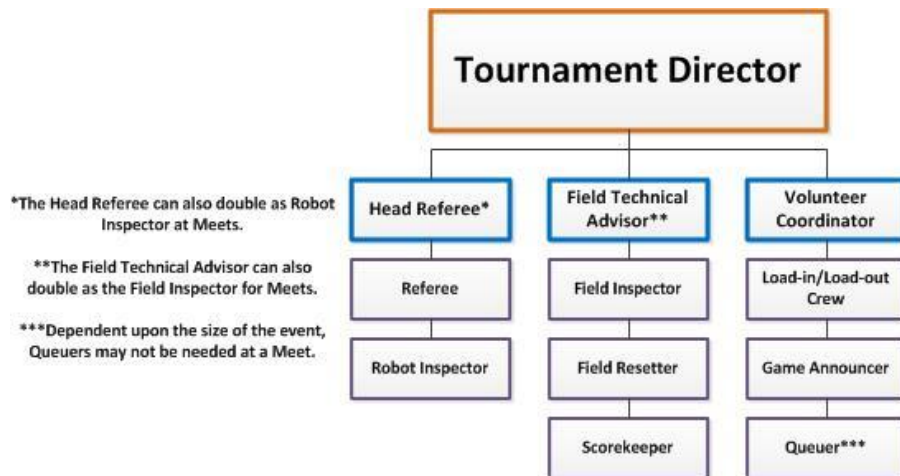 Tournament Director
*The Head Referee can also double as Robot
Inspector at Meets.
**The Field Technical Advisor can also
double as the Field Inspector for Meets.
***Dependent upon the size of the event,
Queuers may not be needed at a Meet.
Head Referee*
Referee
Robot Inspector
Field Technical
Advisor**
Field Inspector
Field Resetter
Scorekeeper
Volunteer
Coordinator
Load-in/Load-out
Crew
Game Announcer
Queuer***